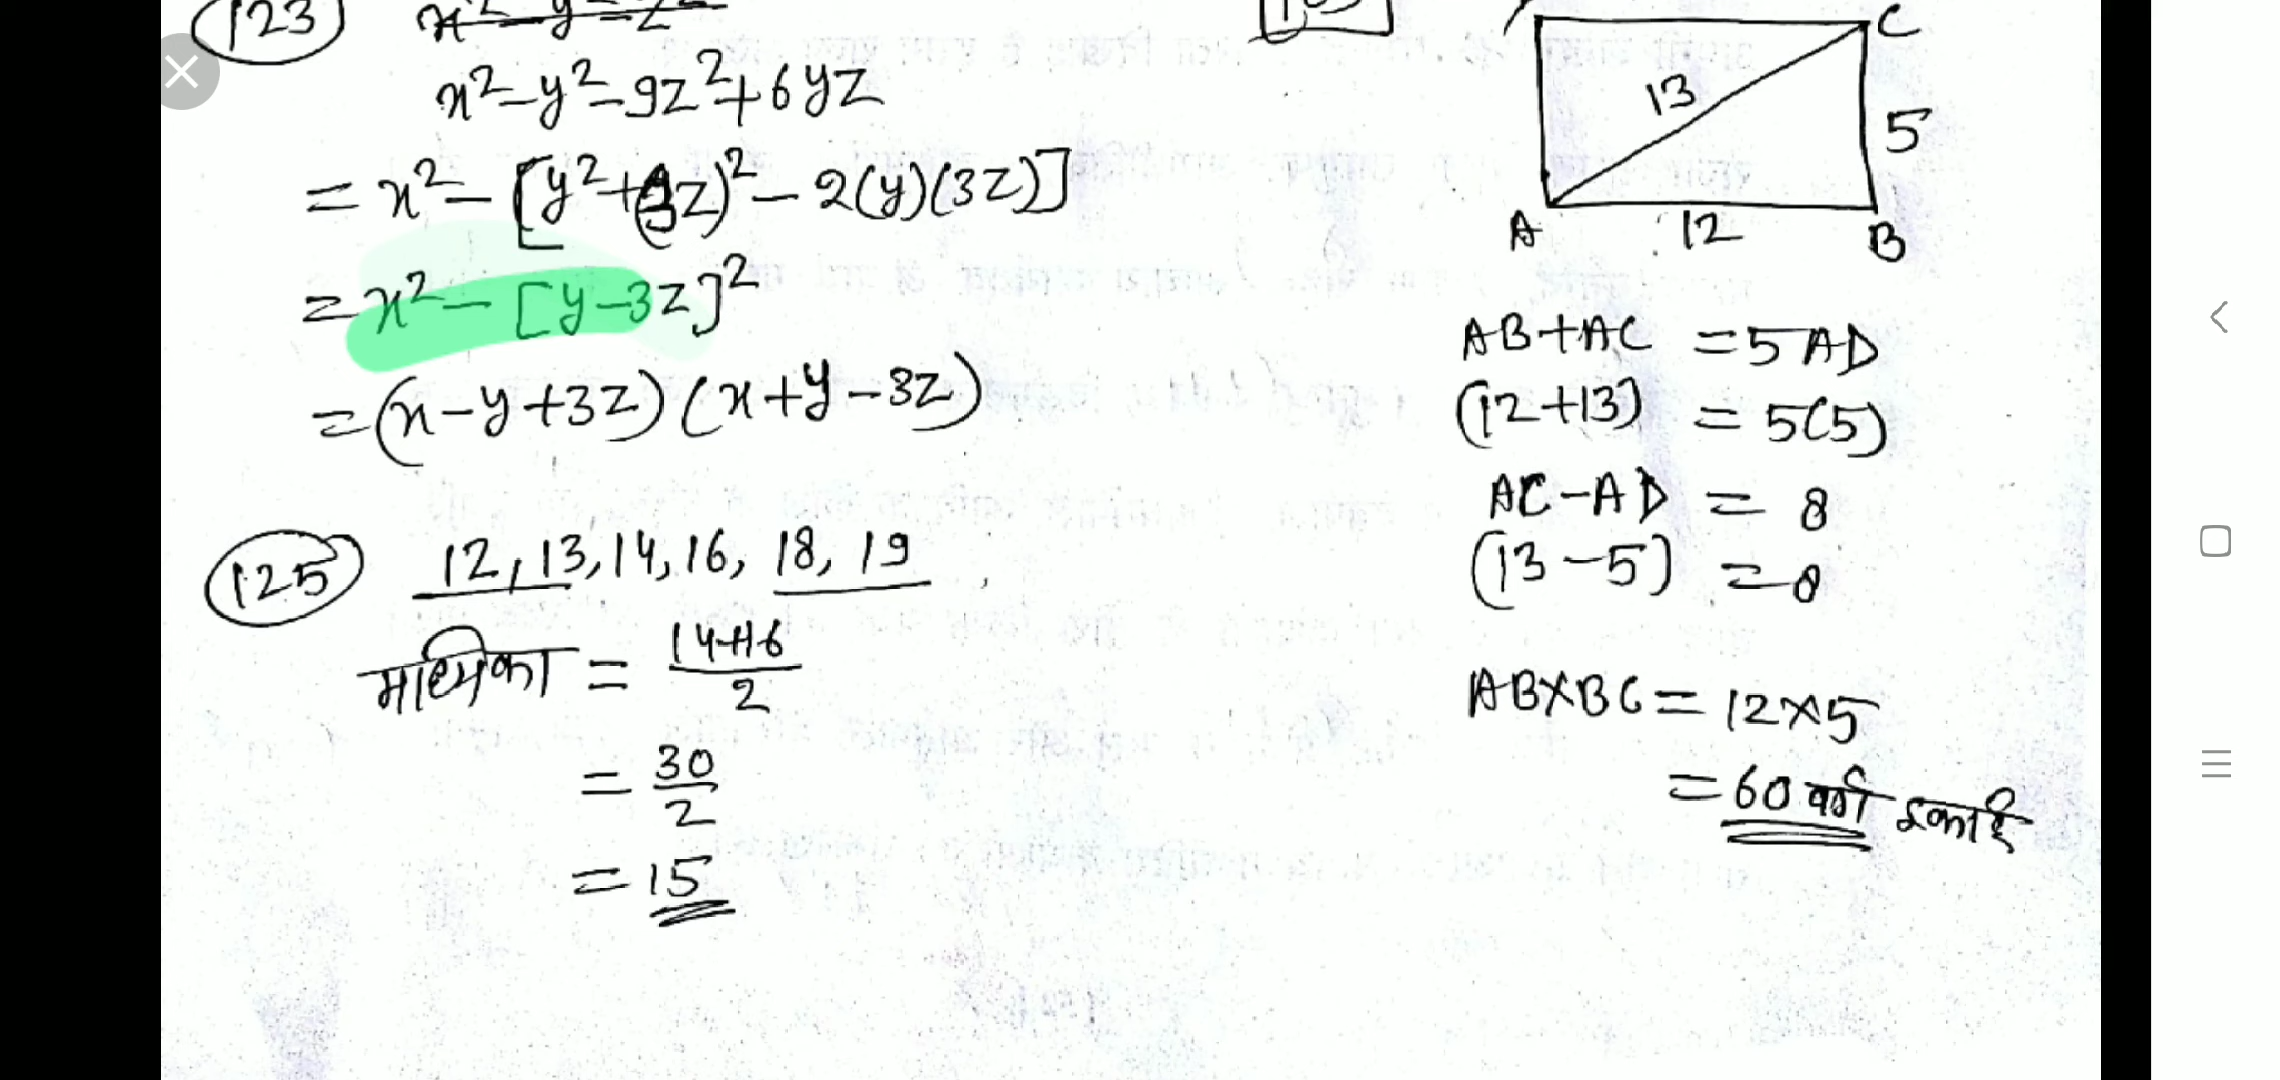 123
x²-y²-9z²+6yz
= x² - [y²+(3z)² - 2(y)(3z)]
= x² - [y-3z]²
= (x-y+3z) (x+y-3z)
125 12, 13, 14, 16, 18, 19
माध्यिका = 14+16/2
= 30/2
= 15
C
13
5
A 12 B
AB+AC = 5AD
(12+13) = 5(5)
AC-AD = 8
(13-5) = 8
AB×BC = 12×5
= 60 वर्ग इकाई